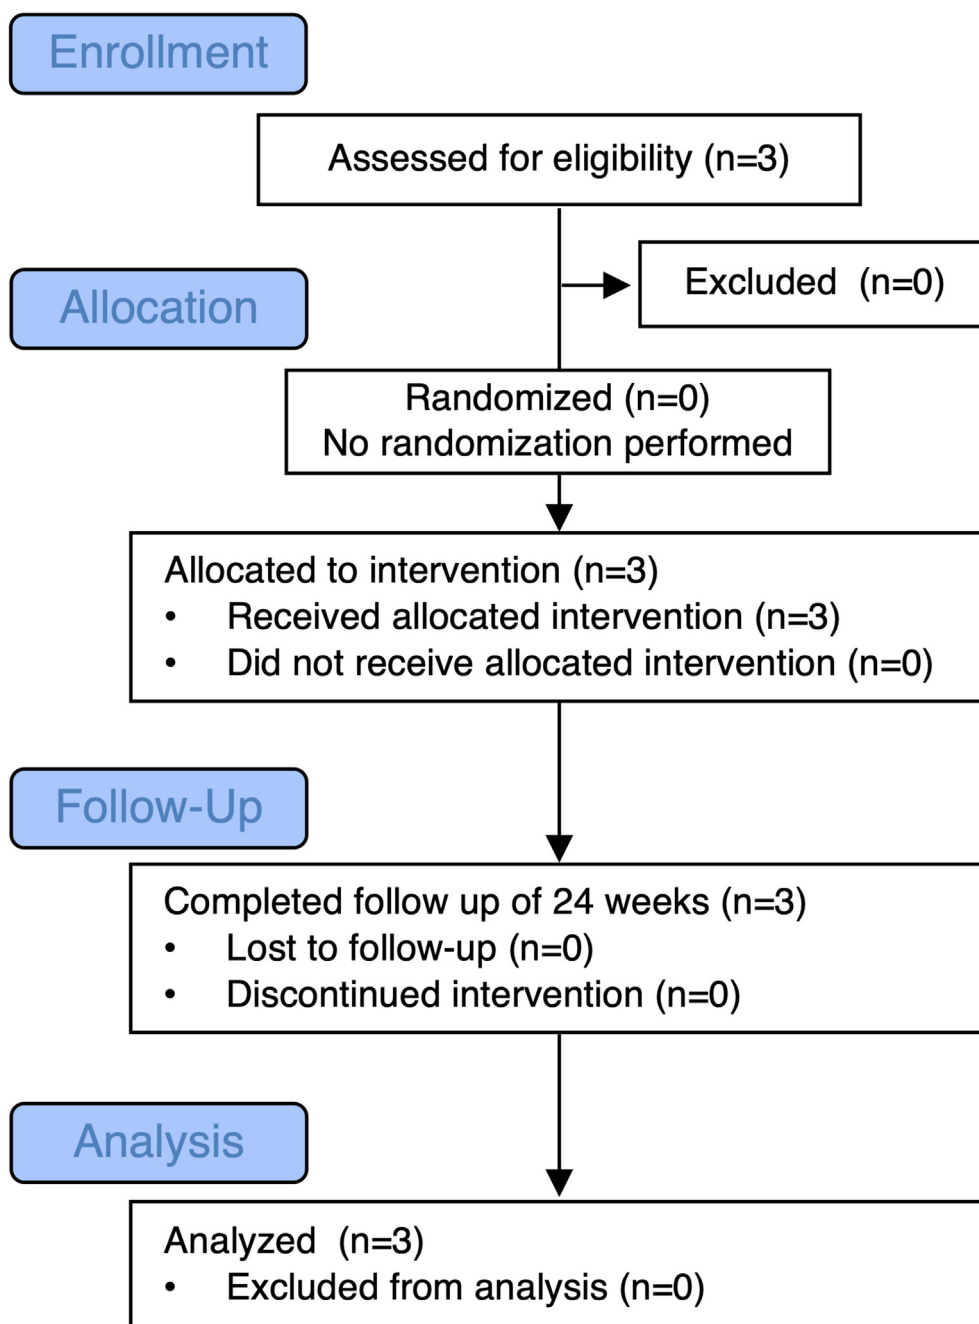 Enrollment
Assessed for eligibility (n=3)
Excluded  (n=0)
Allocation
Randomized (n=0)
No randomization performed
Allocated to intervention (n=3)
• Received allocated intervention (n=3)
• Did not receive allocated intervention (n=0)
Follow-Up
Completed follow up of 24 weeks (n=3)
• Lost to follow-up (n=0)
• Discontinued intervention (n=0)
Analysis
Analyzed  (n=3)
• Excluded from analysis (n=0)